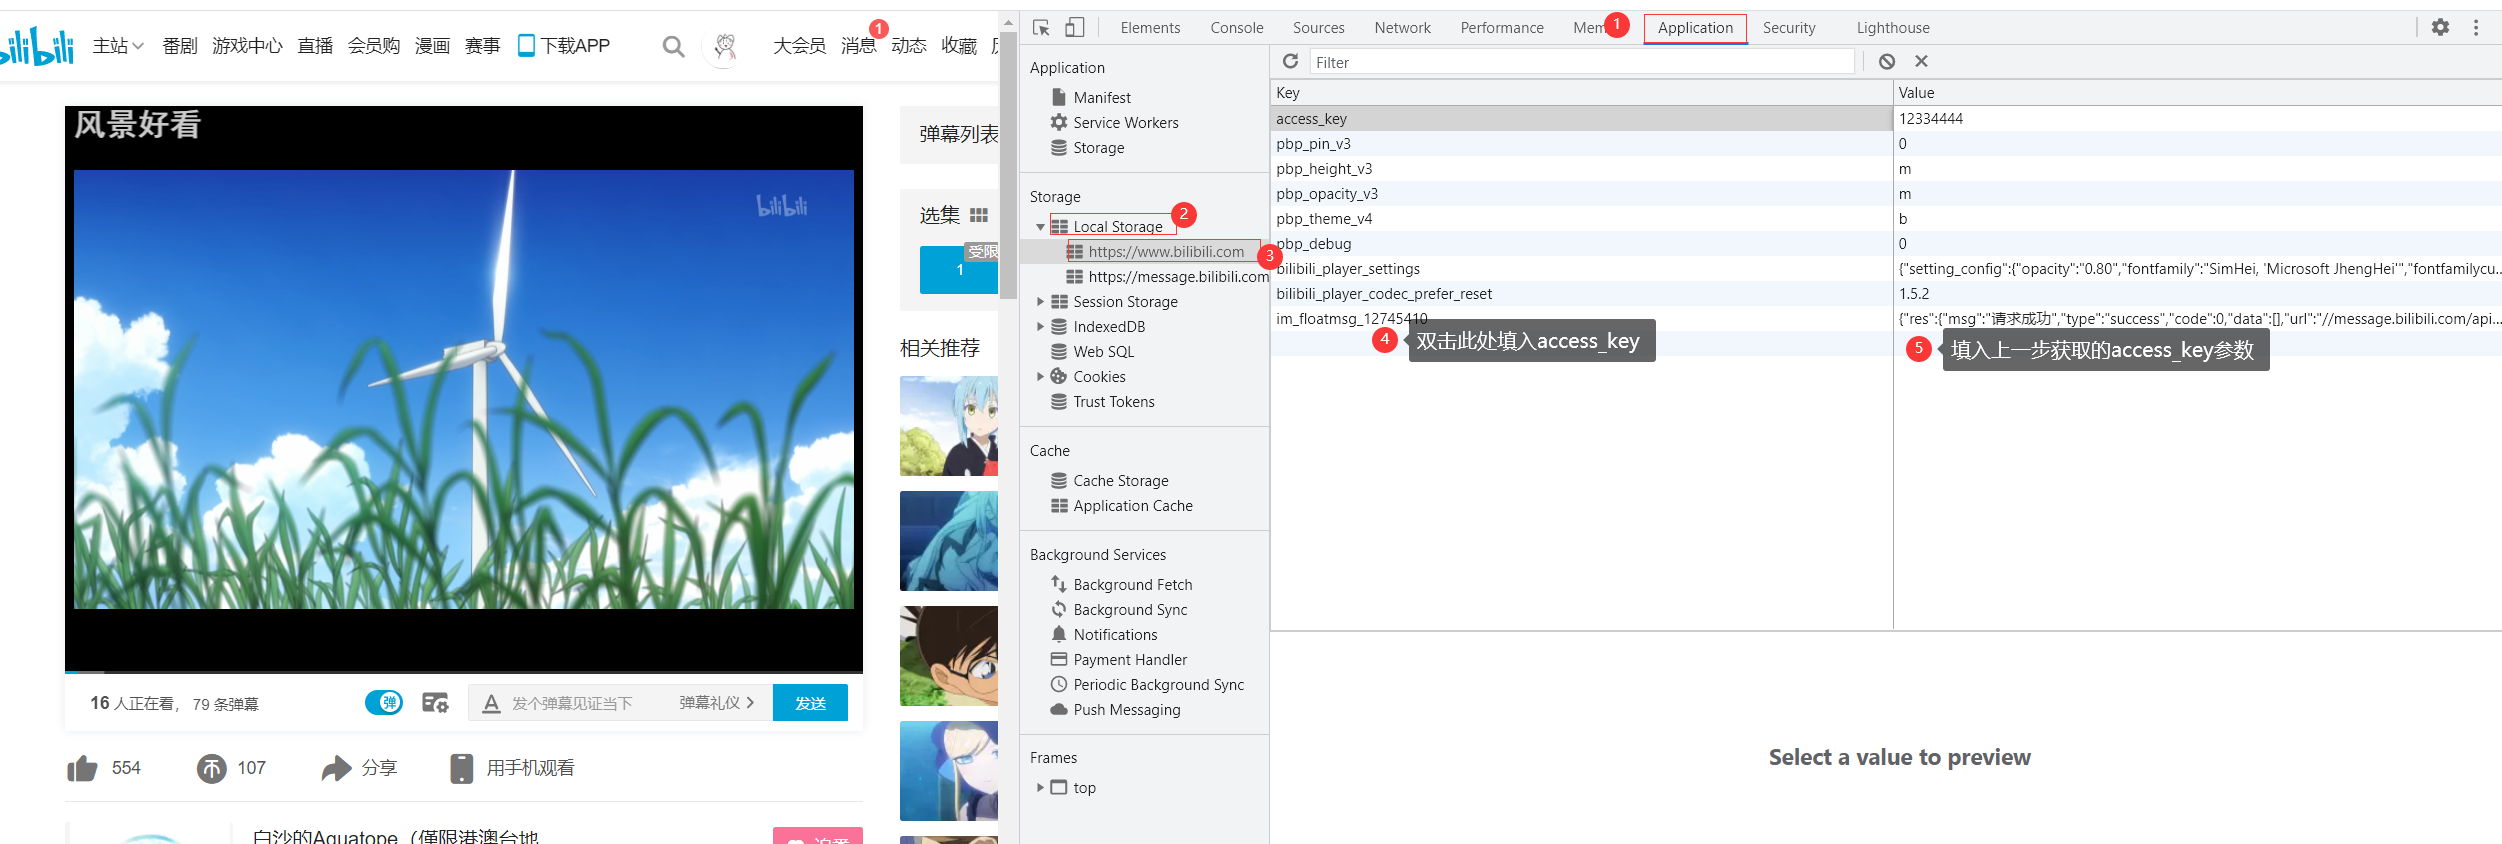 bilibili
主站
番剧
游戏中心
直播
会员购
漫画
赛事
下载APP
大会员
消息
1
动态
收藏
风景好看
bilibili
弹幕列表
选集
受限
1
相关推荐
16 人正在看， 79 条弹幕
弹
发个弹幕见证当下
弹幕礼仪
发送
554
107
分享
用手机观看
白沙的Aquatope（僅限港澳台地
追番
Elements
Console
Sources
Network
Performance
Mem
1
Application
Security
Lighthouse
Application
Manifest
Service Workers
Storage
Storage
Local Storage
2
https://www.bilibili.com
3
https://message.bilibili.com
Session Storage
IndexedDB
Web SQL
Cookies
Trust Tokens
Cache
Cache Storage
Application Cache
Background Services
Background Fetch
Background Sync
Notifications
Payment Handler
Periodic Background Sync
Push Messaging
Frames
top
Filter
Key Value
access_key 12334444
pbp_pin_v3 0
pbp_height_v3 m
pbp_opacity_v3 m
pbp_theme_v4 b
pbp_debug 0
bilibili_player_settings {"setting_config":{"opacity":"0.80","fontfamily":"SimHei, 'Microsoft JhengHei'","fontfamilycu...
bilibili_player_codec_prefer_reset 1.5.2
im_floatmsg_12745410 {"res":{"msg":"请求成功","type":"success","code":0,"data":[],"url":"//message.bilibili.com/api...
4 双击此处填入access_key
5 填入上一步获取的access_key参数
Select a value to preview